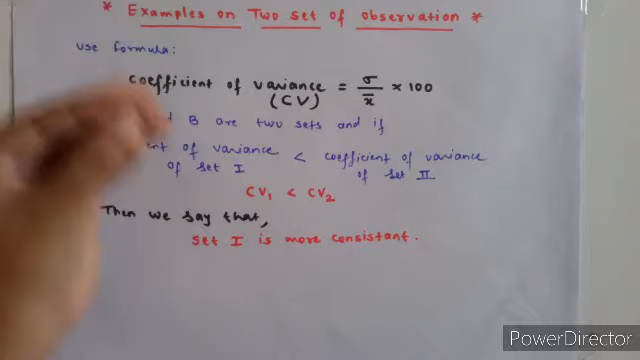 * Examples on Two set of observation *
use formula:
coefficient of variance = σ/x̄ × 100
(CV)
B are two sets and if
of variance < coefficient of variance
of set I of set II
CV₁ < CV₂
Then we say that,
set I is more consistant.
PowerDirector